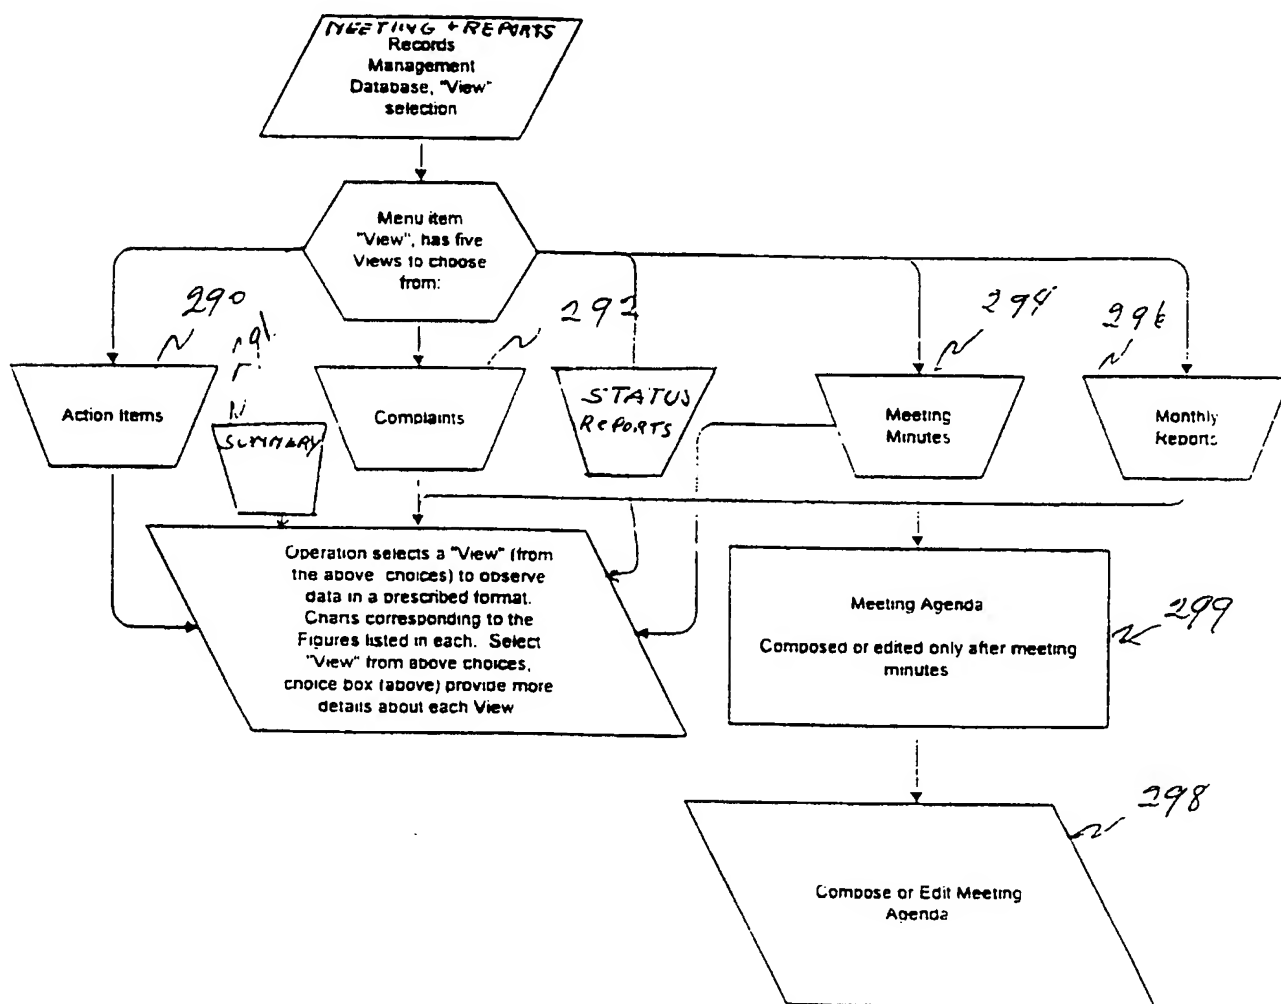 MEETING + REPORTS
Records
Management
Database, "View"
selection
Menu item
"View", has five
Views to choose
from:
290
292
294
296
Action Items
SUMMARY
Complaints
STATUS
REPORTS
Meeting
Minutes
Monthly
Reports
Operation selects a "View" (from
the above choices) to observe
data in a prescribed format.
Charts corresponding to the
Figures listed in each. Select
"View" from above choices,
choice box (above) provide more
details about each View
Meeting Agenda
Composed or edited only after meeting
minutes
299
298
Compose or Edit Meeting
Agenda